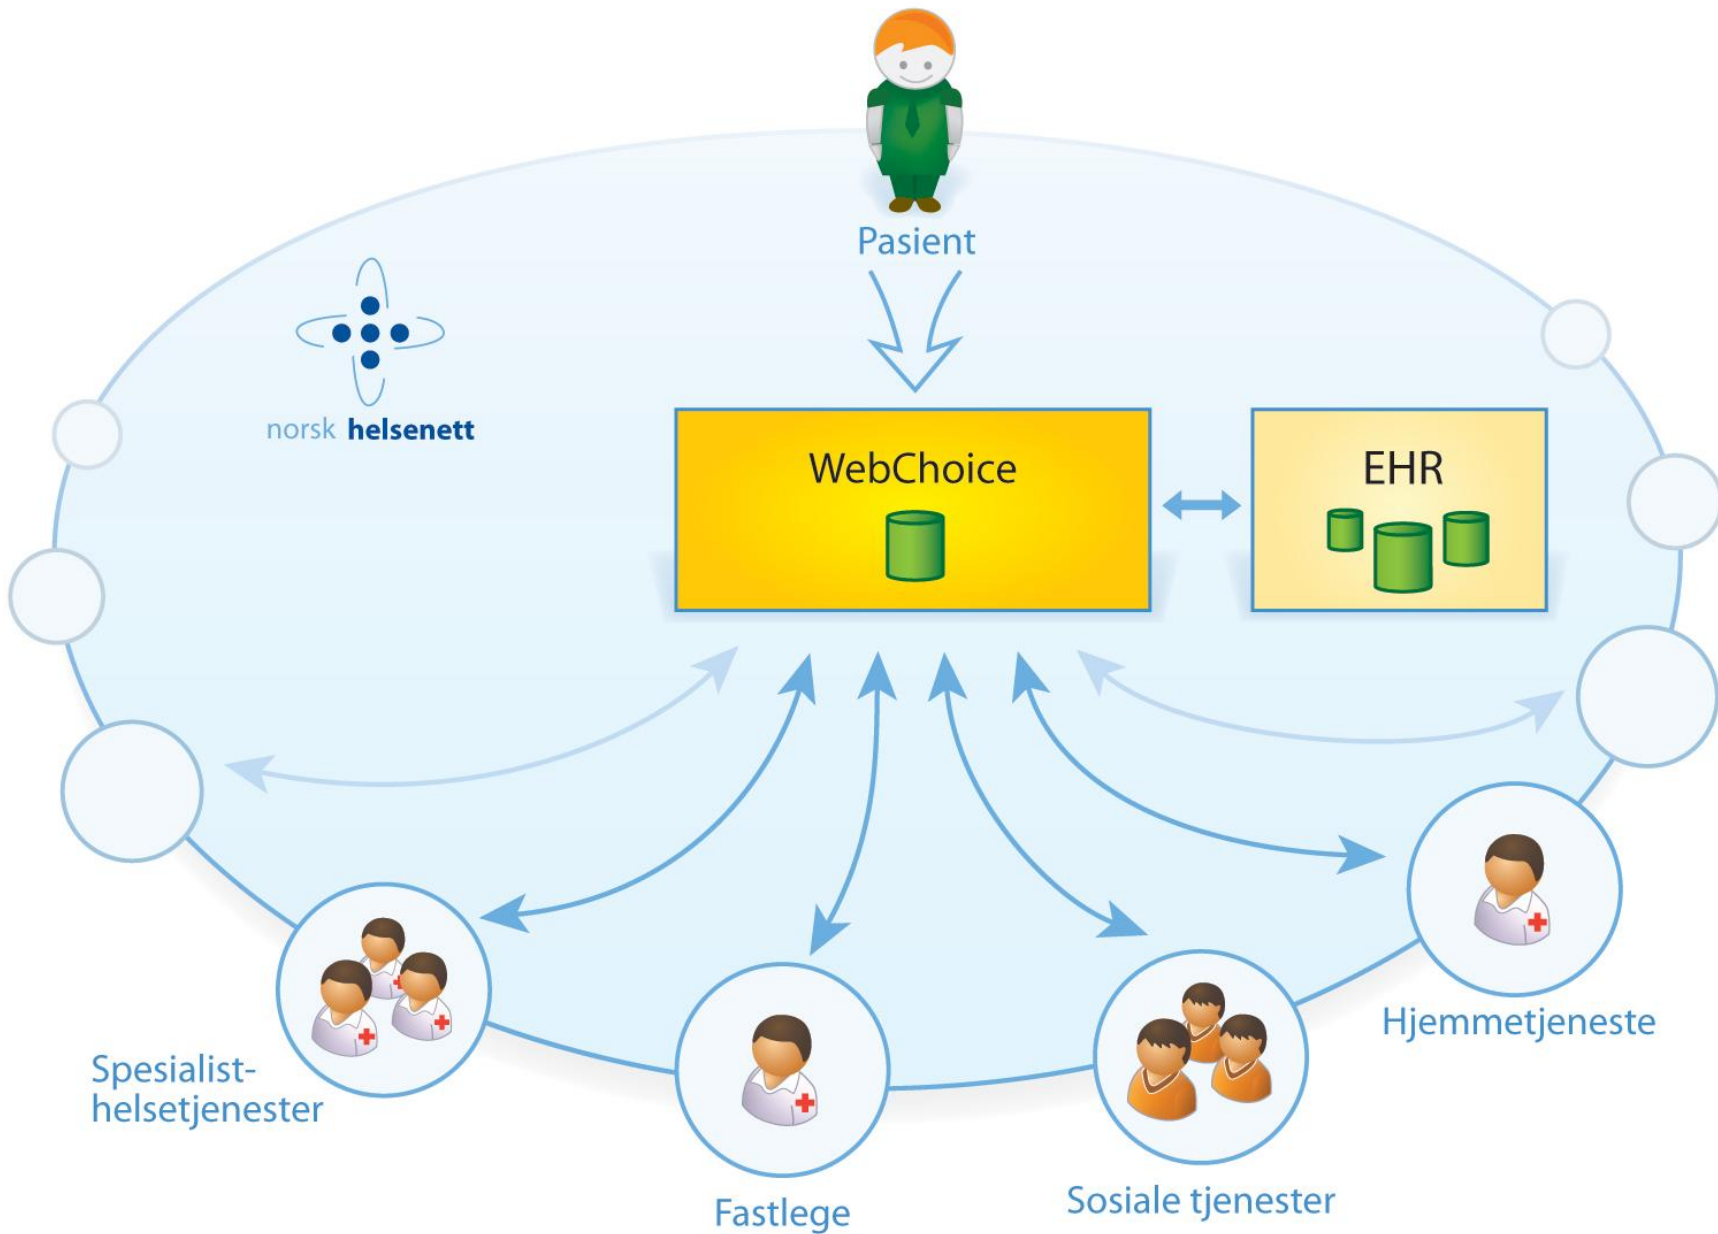 Pasient
norsk helsenett
WebChoice
EHR
Hjemmetjeneste
Spesialist-
helsetjenester
Sosiale tjenester
Fastlege